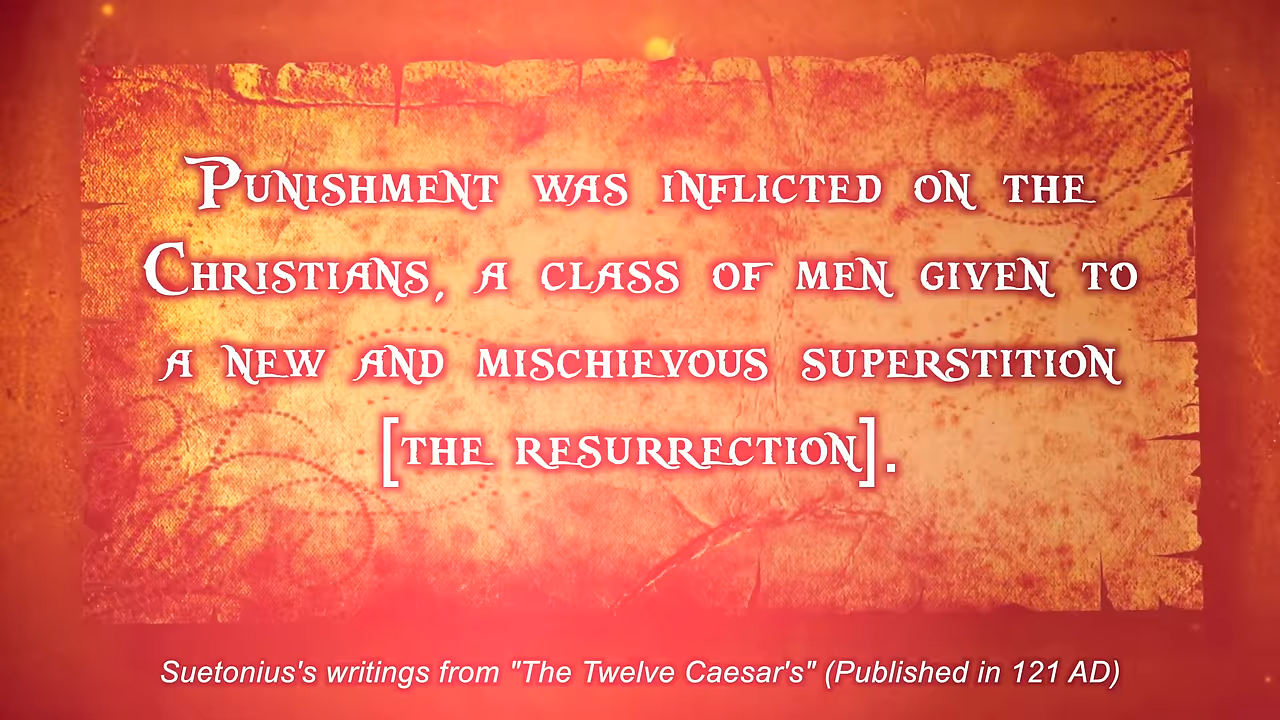 Punishment was inflicted on the
Christians, a class of men given to
a new and mischievous superstition
[the resurrection].
Suetonius's writings from "The Twelve Caesar's" (Published in 121 AD)